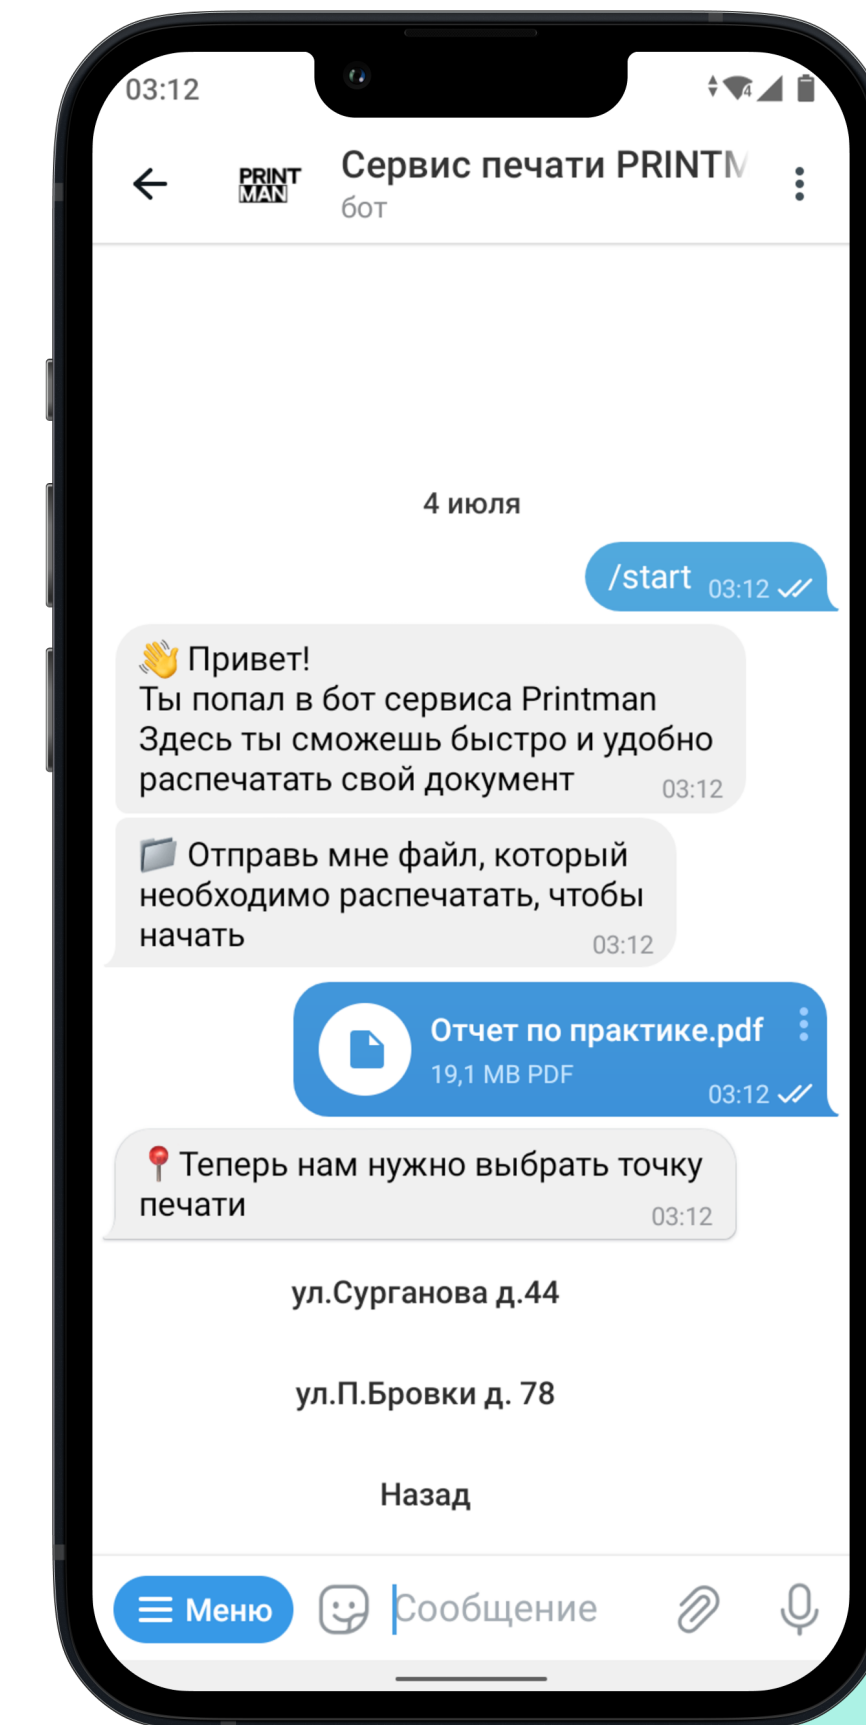 03:12
4
PRINT
MAN
Сервис печати PRINTM
бот
4 июля
/start 03:12
👋 Привет!
Ты попал в бот сервиса Printman
Здесь ты сможешь быстро и удобно
распечатать свой документ 03:12
📁 Отправь мне файл, который
необходимо распечатать, чтобы
начать 03:12
Отчет по практике.pdf
19,1 MB PDF
03:12
📍 Теперь нам нужно выбрать точку
печати 03:12
ул.Сурганова д.44
ул.П.Бровки д. 78
Назад
Меню Сообщение